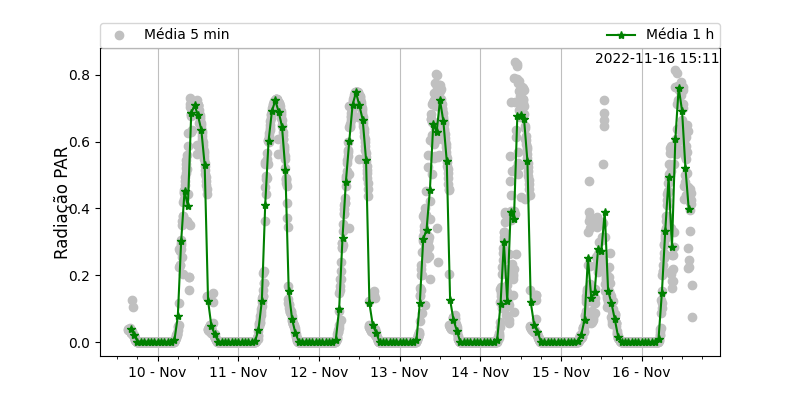 Média 5 min
Média 1 h
2022-11-16 15:11
Radiação PAR
0.8
0.6
0.4
0.2
0.0
10 - Nov
11 - Nov
12 - Nov
13 - Nov
14 - Nov
15 - Nov
16 - Nov